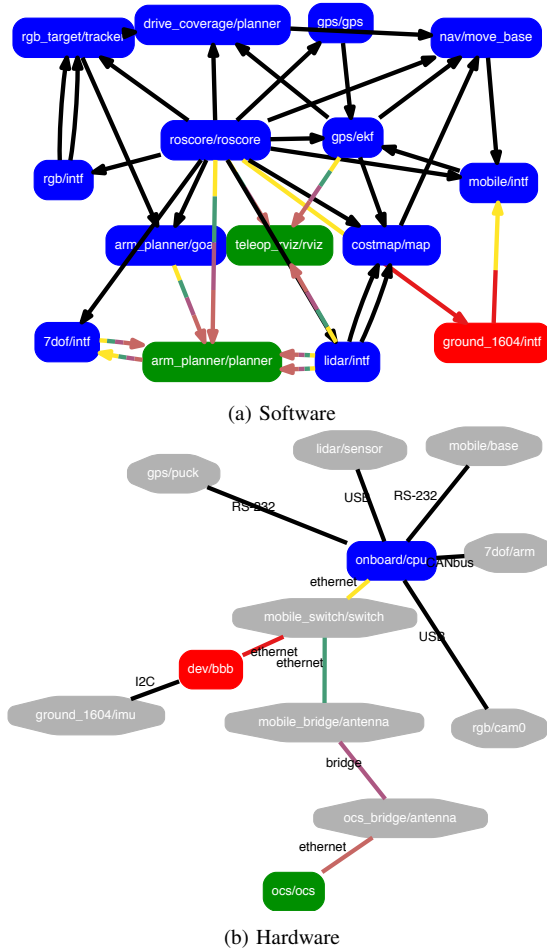 drive_coverage/planner
gps/gps
rgb_target/tracker
nav/move_base
roscore/roscore
gps/ekf
rgb/intf
mobile/intf
arm_planner/goal
teleop_rviz/rviz
costmap/map
7dof/intf
arm_planner/planner
lidar/intf
ground_1604/intf
(a) Software
lidar/sensor
mobile/base
gps/puck
USB
RS-232
RS-232
onboard/cpu
CANbus
7dof/arm
ethernet
mobile_switch/switch
USB
ethernet
ethernet
dev/bbb
I2C
ground_1604/imu
mobile_bridge/antenna
rgb/cam0
bridge
ocs_bridge/antenna
ethernet
ocs/ocs
(b) Hardware